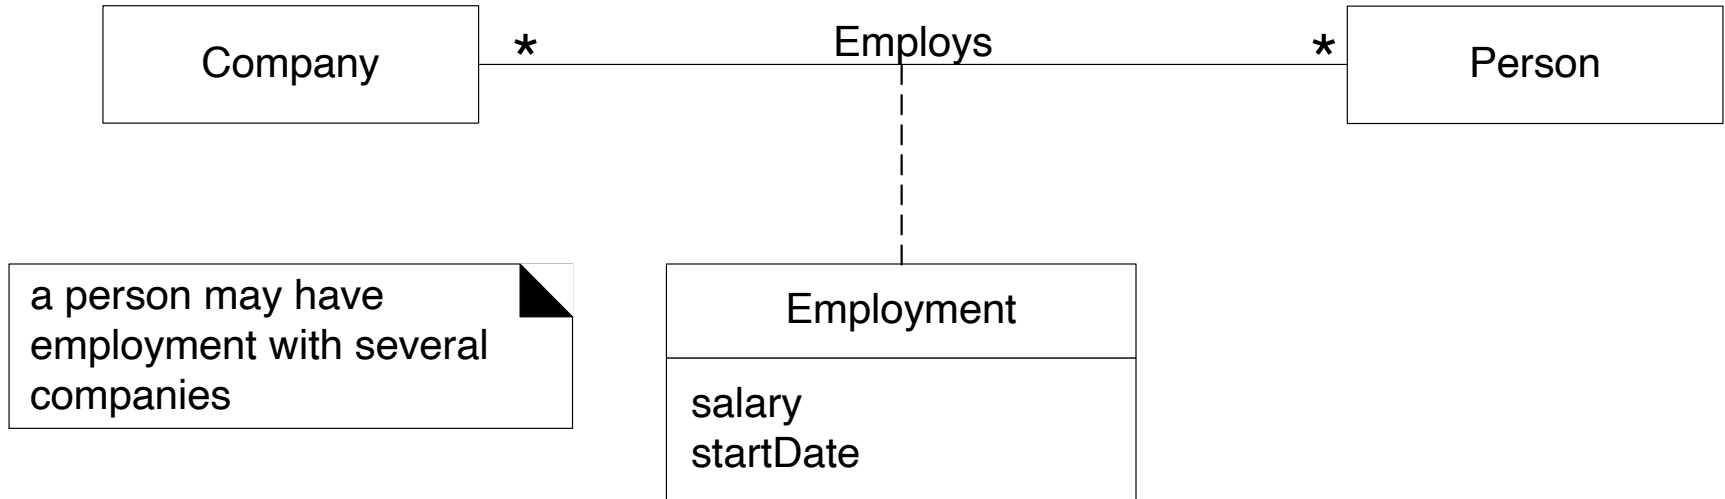 Company
*
Employs
*
Person
a person may have
employment with several
companies
Employment
salary
startDate